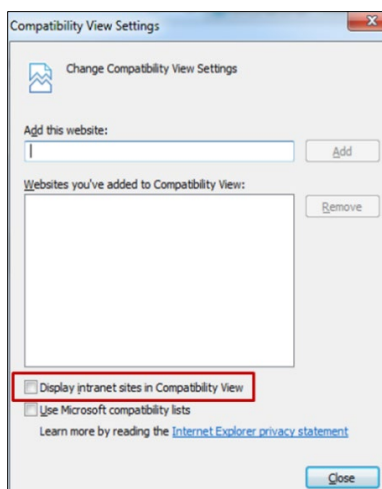 Compatibility View Settings
x
Change Compatibility View Settings
Add this website:
Add
Websites you've added to Compatibility View:
Remove
Display intranet sites in Compatibility View
Use Microsoft compatibility lists
Learn more by reading the Internet Explorer privacy statement
Close